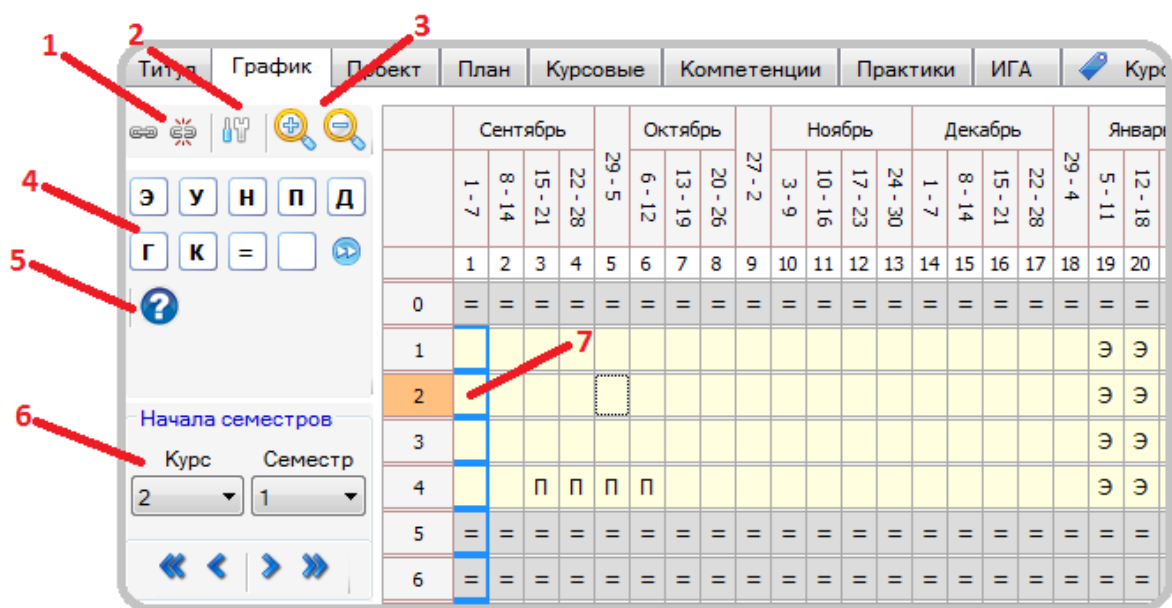 1 2 3
Титул График Проект План Курсовые Компетенции Практики ИГА Курс
Сентябрь Октябрь Ноябрь Декабрь Январь
1 - 7 8 - 14 15 - 21 22 - 28 29 - 5 6 - 12 13 - 19 20 - 26 27 - 2 3 - 9 10 - 16 17 - 23 24 - 30 1 - 7 8 - 14 15 - 21 22 - 28 29 - 4 5 - 11 12 - 18
1 2 3 4 5 6 7 8 9 10 11 12 13 14 15 16 17 18 19 20
4
Э У Н П Д
Г К =
5
?
0 = = = = = = = = = = = = = = = = = = = =
1 Э Э
7
2 Э Э
3 Э Э
4 П П П П Э Э
5 = = = = = = = = = = = = = = = = = = = =
6 = = = = = = = = = = = = = = = = = = = =
6
Начала семестров
Курс Семестр
2 1